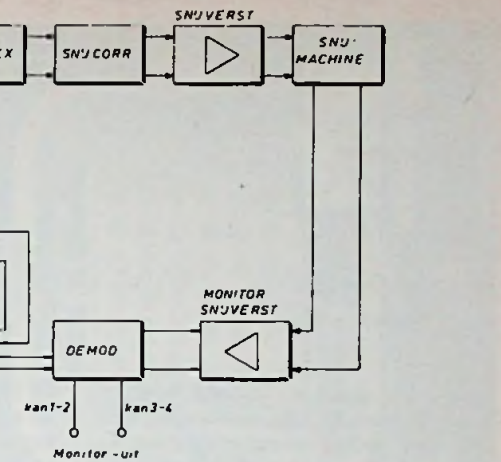 SNIJVERST
EX
SNIJCORR
SNIJ-
MACHINE
MONITOR
SNIJVERST
DEMOD
kan1-2
kan3-4
Monitor-uit